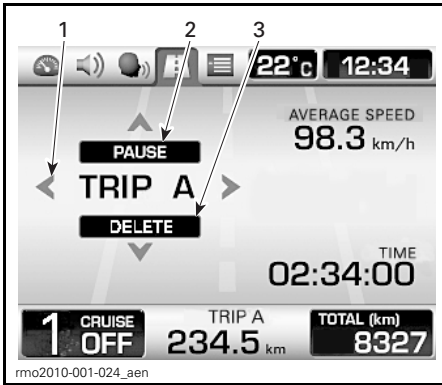 1 2 3
22°c 12:34
AVERAGE SPEED
98.3 km/h
PAUSE
TRIP A
DELETE
TIME
02:34:00
1 CRUISE OFF
TRIP A
234.5 km
TOTAL (km)
8327
rmo2010-001-024_aen